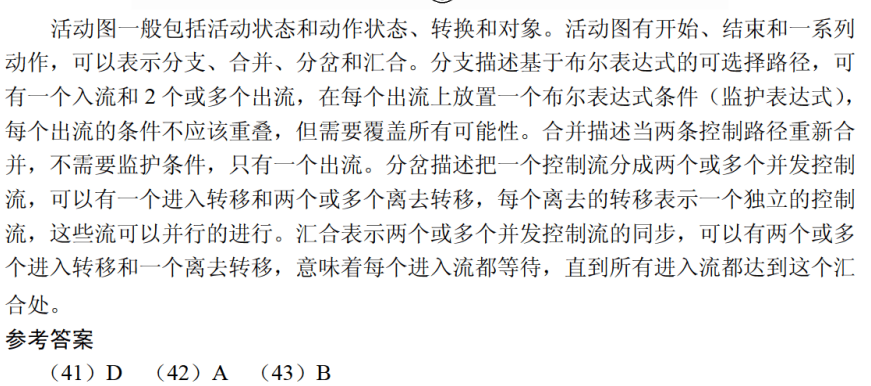 活动图一般包括活动状态和动作状态、转换和对象。活动图有开始、结束和一系列
动作，可以表示分支、合并、分岔和汇合。分支描述基于布尔表达式的可选择路径，可
有一个入流和 2 个或多个出流，在每个出流上放置一个布尔表达式条件（监护表达式），
每个出流的条件不应该重叠，但需要覆盖所有可能性。合并描述当两条控制路径重新合
并，不需要监护条件，只有一个出流。分岔描述把一个控制流分成两个或多个并发控制
流，可以有一个进入转移和两个或多个离去转移，每个离去的转移表示一个独立的控制
流，这些流可以并行的进行。汇合表示两个或多个并发控制流的同步，可以有两个或多
个进入转移和一个离去转移，意味着每个进入流都等待，直到所有进入流都达到这个汇
合处。
参考答案
（41）D （42）A （43）B